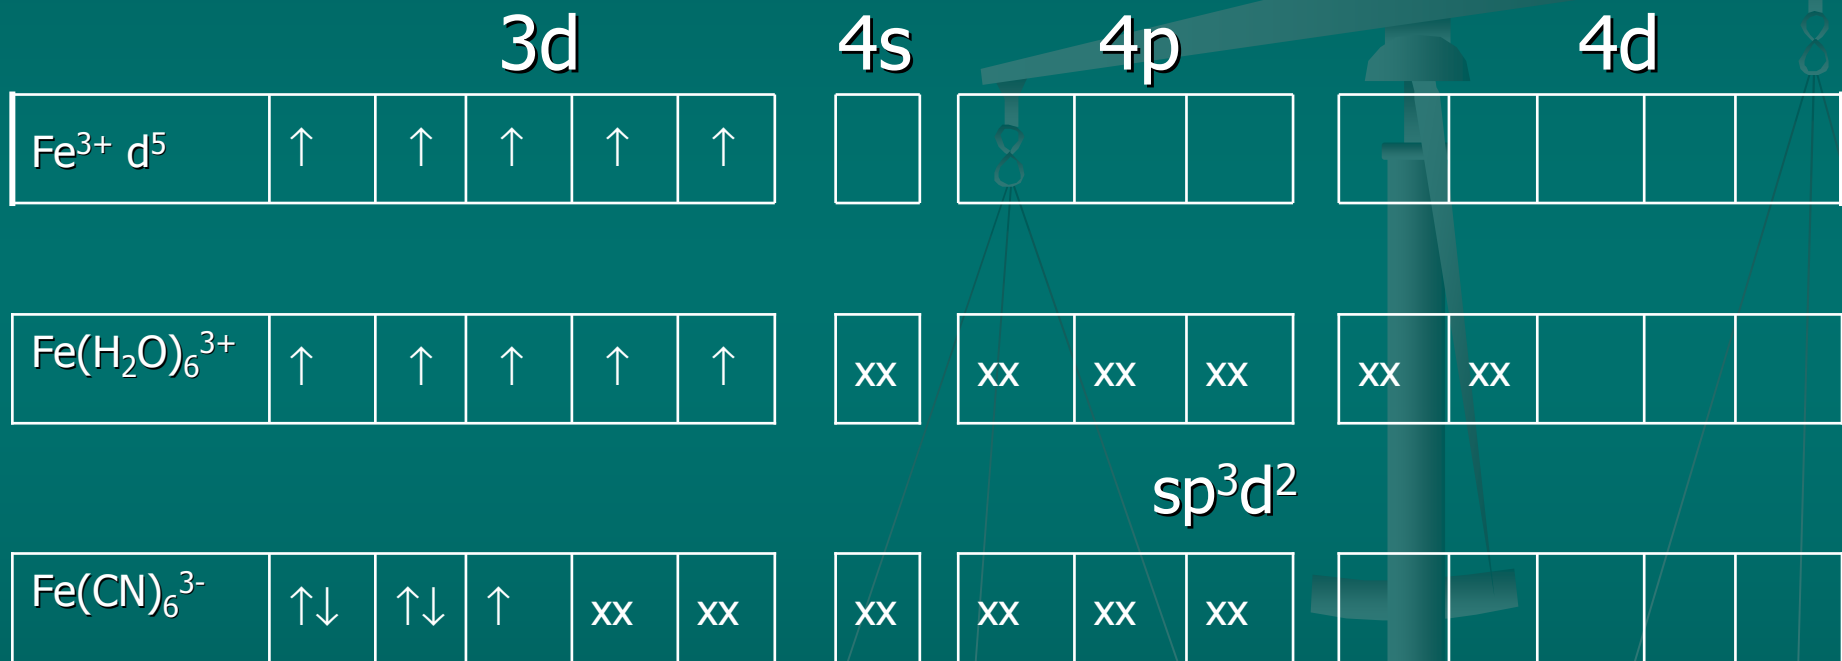 3d 4s 4p 4d
Fe³⁺ d⁵ ↑ ↑ ↑ ↑ ↑
Fe(H₂O)₆³⁺ ↑ ↑ ↑ ↑ ↑ xx xx xx xx xx xx
sp³d²
Fe(CN)₆³⁻ ↑↓ ↑↓ ↑ xx xx xx xx xx xx